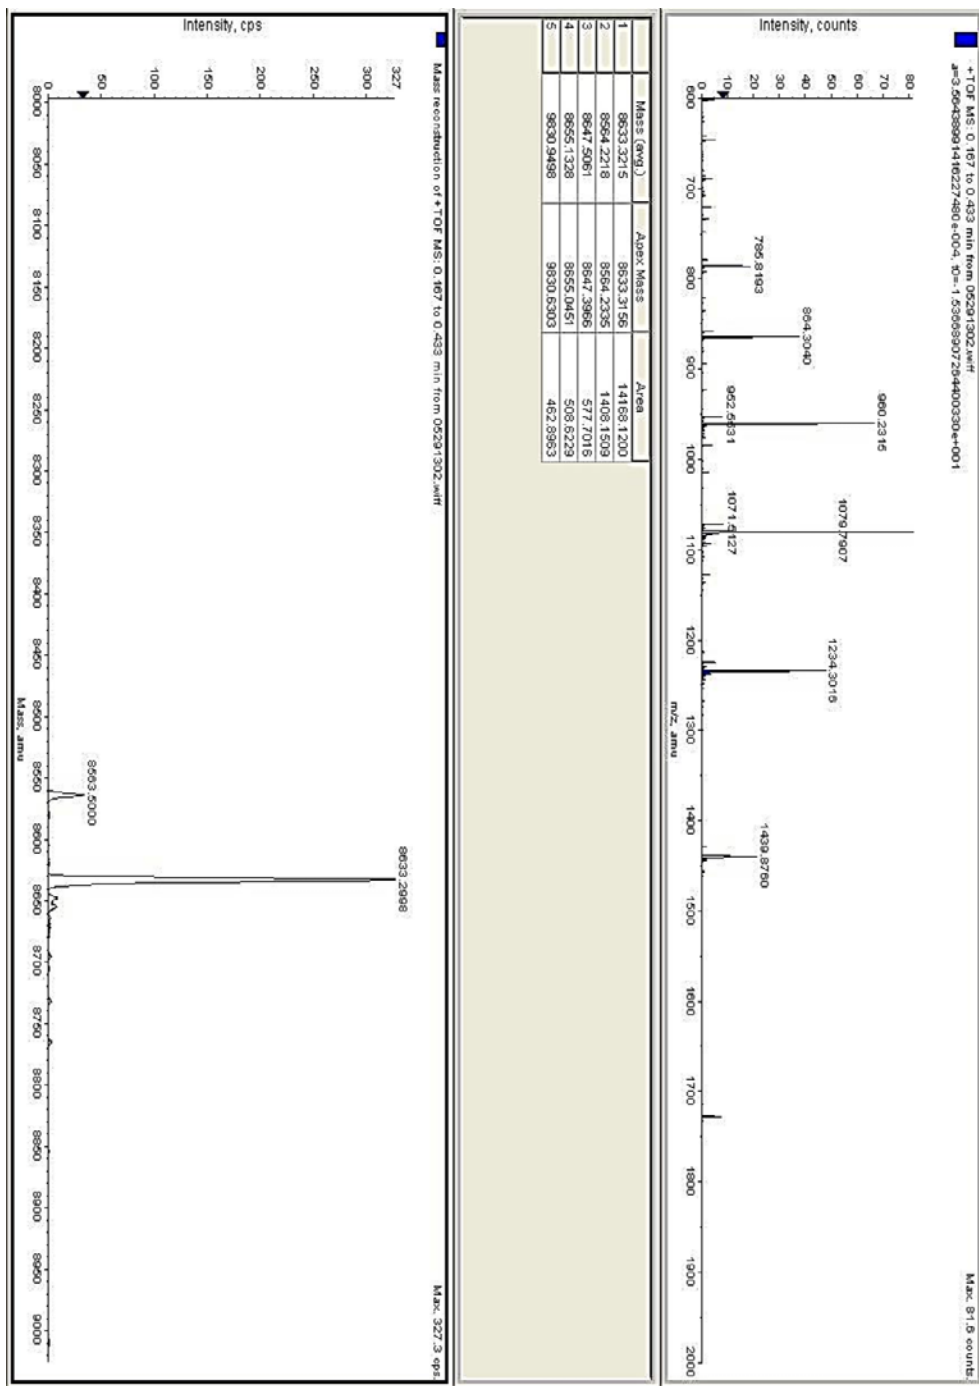 +TOF MS: 0.167 to 0.433 min from 05291302.wiff
a=3.56438991416227480e-004, t0=-1.53668907264400330e+001
Max. 81.5 counts.
Intensity, counts
80
70
60
50
40
30
20
10
0
785.8193
864.3040
952.5631
960.2315
1071.5127
1079.7907
1234.3015
1439.8760
600 700 800 900 1000 1100 1200 1300 1400 1500 1600 1700 1800 1900 2000
m/z, amu
Mass (avg.) Apex Mass Area
1 8633.3215 8633.3156 14168.1200
2 8564.2218 8564.2335 1408.1509
3 8647.5061 8647.3966 577.7016
4 8655.1328 8655.0451 508.6229
5 9830.9498 9830.6303 462.8963
Mass reconstruction of +TOF MS: 0.167 to 0.433 min from 05291302.wiff
Max. 327.3 cps.
Intensity, cps
327
300
250
200
150
100
50
0
8563.5000
8633.2998
8000 8050 8100 8150 8200 8250 8300 8350 8400 8450 8500 8550 8600 8650 8700 8750 8800 8850 8900 8950 9000
Mass, amu